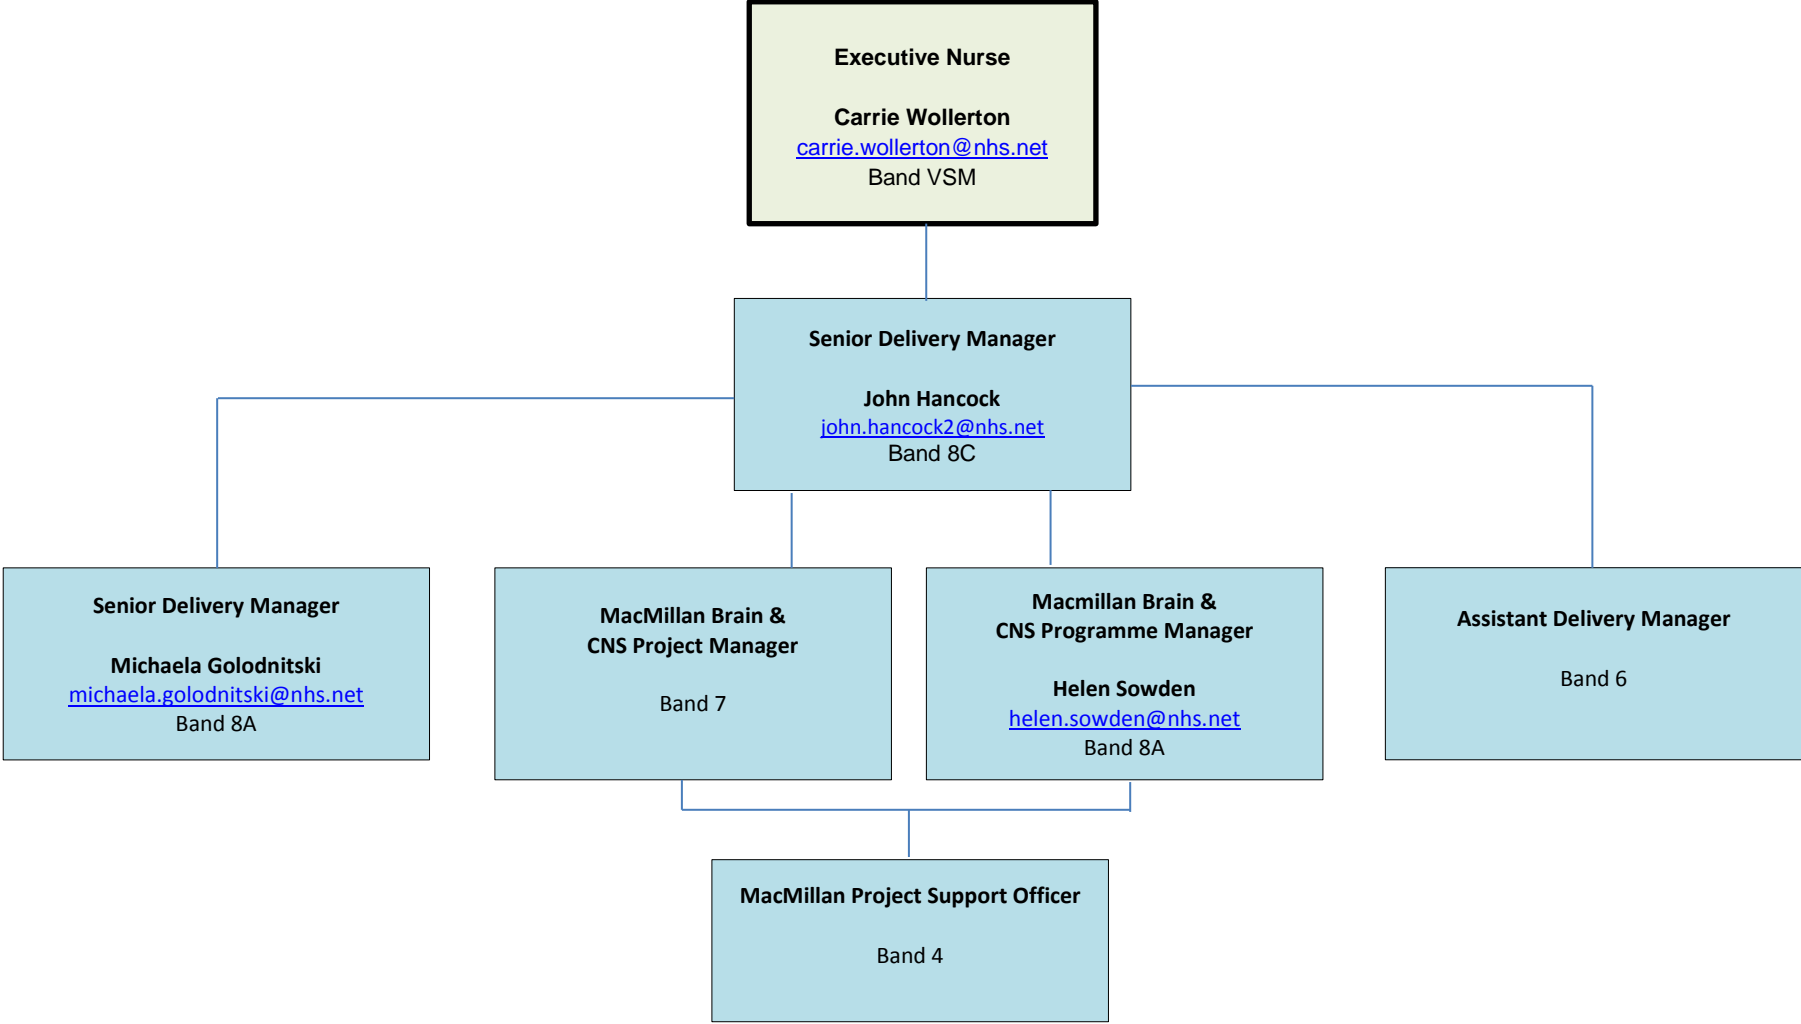 Executive Nurse
Carrie Wollerton
carrie.wollerton@nhs.net
Band VSM
Senior Delivery Manager
John Hancock
john.hancock2@nhs.net
Band 8C
Senior Delivery Manager
Michaela Golodnitski
michaela.golodnitski@nhs.net
Band 8A
MacMillan Brain &
CNS Project Manager
Band 7
Macmillan Brain &
CNS Programme Manager
Helen Sowden
helen.sowden@nhs.net
Band 8A
Assistant Delivery Manager
Band 6
MacMillan Project Support Officer
Band 4